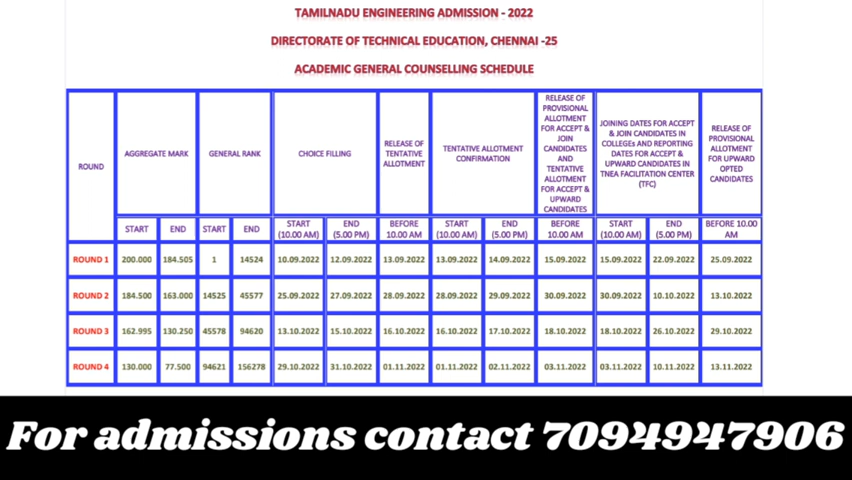 TAMILNADU ENGINEERING ADMISSION - 2022
DIRECTORATE OF TECHNICAL EDUCATION, CHENNAI -25
ACADEMIC GENERAL COUNSELLING SCHEDULE
ROUND
AGGREGATE MARK
GENERAL RANK
CHOICE FILLING
RELEASE OF
TENTATIVE
ALLOTMENT
TENTATIVE ALLOTMENT
CONFIRMATION
RELEASE OF
PROVISIONAL
ALLOTMENT
FOR ACCEPT &
JOIN
CANDIDATES
AND
TENTATIVE
ALLOTMENT
FOR ACCEPT &
UPWARD
CANDIDATES
JOINING DATES FOR ACCEPT
& JOIN CANDIDATES IN
COLLEGEs AND REPORTING
DATES FOR ACCEPT &
UPWARD CANDIDATES IN
TNEA FACILITATION CENTER
(TFC)
RELEASE OF
PROVISIONAL
ALLOTMENT
FOR UPWARD
OPTED
CANDIDATES
START END START END START (10.00 AM) END (5.00 PM) BEFORE 10.00 AM START (10.00 AM) END (5.00 PM) BEFORE 10.00 AM START (10.00 AM) END (5.00 PM) BEFORE 10.00 AM
ROUND 1 200.000 184.505 1 14524 10.09.2022 12.09.2022 13.09.2022 13.09.2022 14.09.2022 15.09.2022 15.09.2022 22.09.2022 25.09.2022
ROUND 2 184.500 163.000 14525 45577 25.09.2022 27.09.2022 28.09.2022 28.09.2022 29.09.2022 30.09.2022 30.09.2022 10.10.2022 13.10.2022
ROUND 3 162.995 130.250 45578 94620 13.10.2022 15.10.2022 16.10.2022 16.10.2022 17.10.2022 18.10.2022 18.10.2022 26.10.2022 29.10.2022
ROUND 4 130.000 77.500 94621 156278 29.10.2022 31.10.2022 01.11.2022 01.11.2022 02.11.2022 03.11.2022 03.11.2022 10.11.2022 13.11.2022
For admissions contact 7094947906